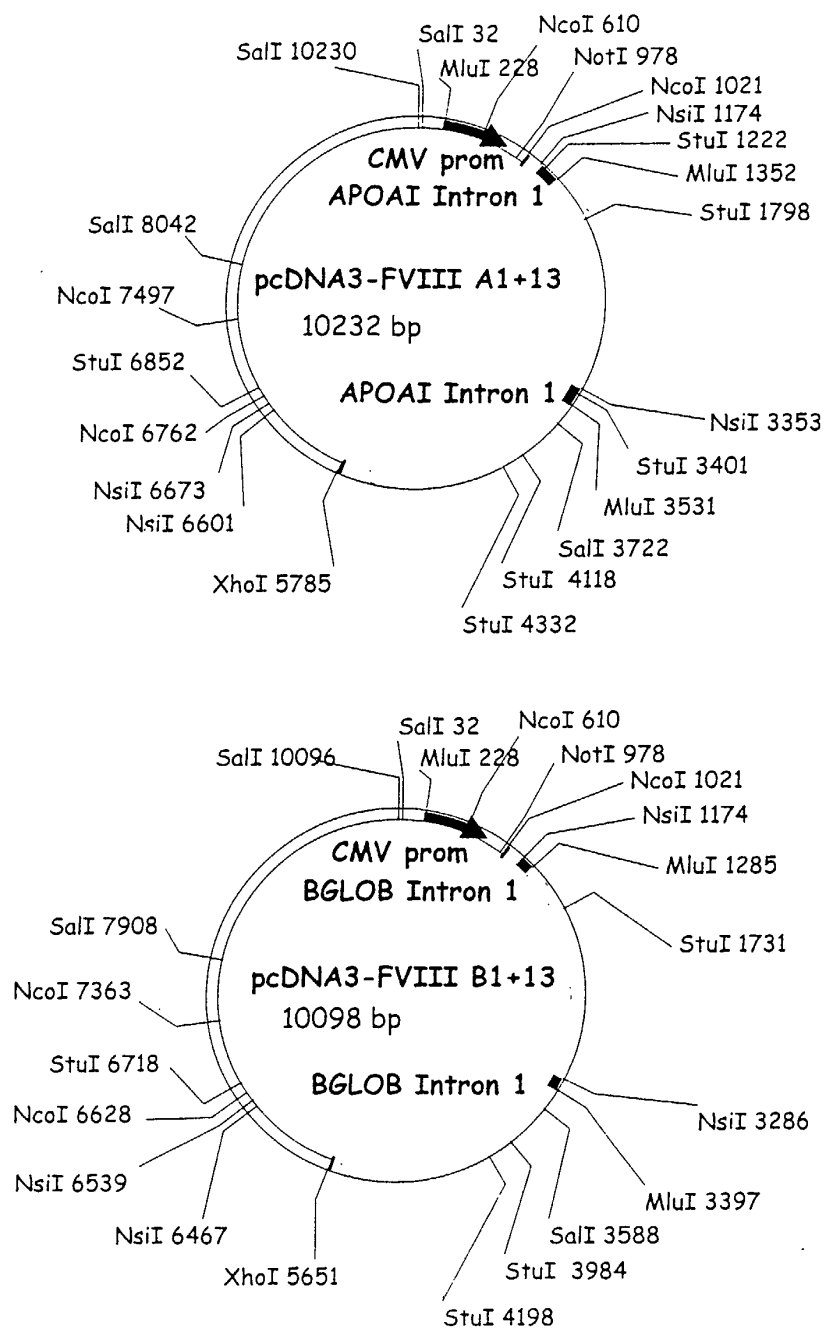 NcoI 610
SalI 32
SalI 10230
MluI 228
NotI 978
NcoI 1021
NsiI 1174
StuI 1222
CMV prom
MluI 1352
APOAI Intron 1
StuI 1798
SalI 8042
pcDNA3-FVIII A1+13
NcoI 7497
10232 bp
StuI 6852
APOAI Intron 1
NsiI 3353
NcoI 6762
StuI 3401
NsiI 6673
MluI 3531
NsiI 6601
SalI 3722
XhoI 5785
StuI 4118
StuI 4332
NcoI 610
SalI 32
SalI 10096
MluI 228
NotI 978
NcoI 1021
NsiI 1174
CMV prom
MluI 1285
BGLOB Intron 1
SalI 7908
StuI 1731
pcDNA3-FVIII B1+13
NcoI 7363
10098 bp
StuI 6718
BGLOB Intron 1
NcoI 6628
NsiI 3286
NsiI 6539
MluI 3397
NsiI 6467
SalI 3588
XhoI 5651
StuI 3984
StuI 4198